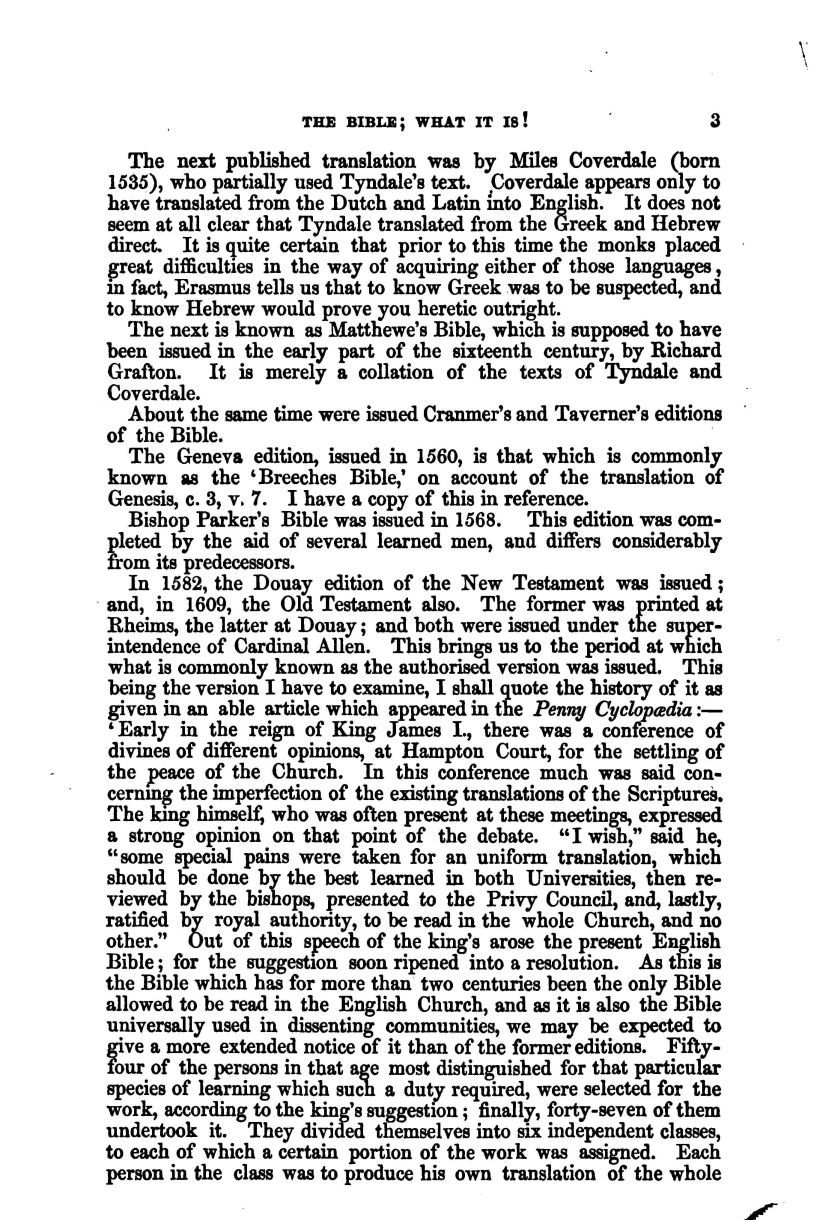 THE BIBLE; WHAT IT IS! 3
The next published translation was by Miles Coverdale (born
1535), who partially used Tyndale's text. Coverdale appears only to
have translated from the Dutch and Latin into English. It does not
seem at all clear that Tyndale translated from the Greek and Hebrew
direct. It is quite certain that prior to this time the monks placed
great difficulties in the way of acquiring either of those languages,
in fact, Erasmus tells us that to know Greek was to be suspected, and
to know Hebrew would prove you heretic outright.
The next is known as Matthewe's Bible, which is supposed to have
been issued in the early part of the sixteenth century, by Richard
Grafton. It is merely a collation of the texts of Tyndale and
Coverdale.
About the same time were issued Cranmer's and Taverner's editions
of the Bible.
The Geneva edition, issued in 1560, is that which is commonly
known as the 'Breeches Bible,' on account of the translation of
Genesis, c. 3, v. 7. I have a copy of this in reference.
Bishop Parker's Bible was issued in 1568. This edition was com-
pleted by the aid of several learned men, and differs considerably
from its predecessors.
In 1582, the Douay edition of the New Testament was issued;
and, in 1609, the Old Testament also. The former was printed at
Rheims, the latter at Douay; and both were issued under the super-
intendence of Cardinal Allen. This brings us to the period at which
what is commonly known as the authorised version was issued. This
being the version I have to examine, I shall quote the history of it as
given in an able article which appeared in the Penny Cyclopædia:—
'Early in the reign of King James I., there was a conference of
divines of different opinions, at Hampton Court, for the settling of
the peace of the Church. In this conference much was said con-
cerning the imperfection of the existing translations of the Scriptures.
The king himself, who was often present at these meetings, expressed
a strong opinion on that point of the debate. "I wish," said he,
"some special pains were taken for an uniform translation, which
should be done by the best learned in both Universities, then re-
viewed by the bishops, presented to the Privy Council, and, lastly,
ratified by royal authority, to be read in the whole Church, and no
other." Out of this speech of the king's arose the present English
Bible; for the suggestion soon ripened into a resolution. As this is
the Bible which has for more than two centuries been the only Bible
allowed to be read in the English Church, and as it is also the Bible
universally used in dissenting communities, we may be expected to
give a more extended notice of it than of the former editions. Fifty-
four of the persons in that age most distinguished for that particular
species of learning which such a duty required, were selected for the
work, according to the king's suggestion; finally, forty-seven of them
undertook it. They divided themselves into six independent classes,
to each of which a certain portion of the work was assigned. Each
person in the class was to produce his own translation of the whole